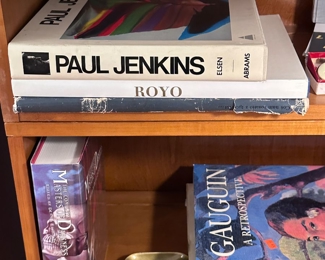 PAUL JENKINS
ELSEN
ABRAMS
ROYO
GAUGUIN
A RETROSPECTIVE